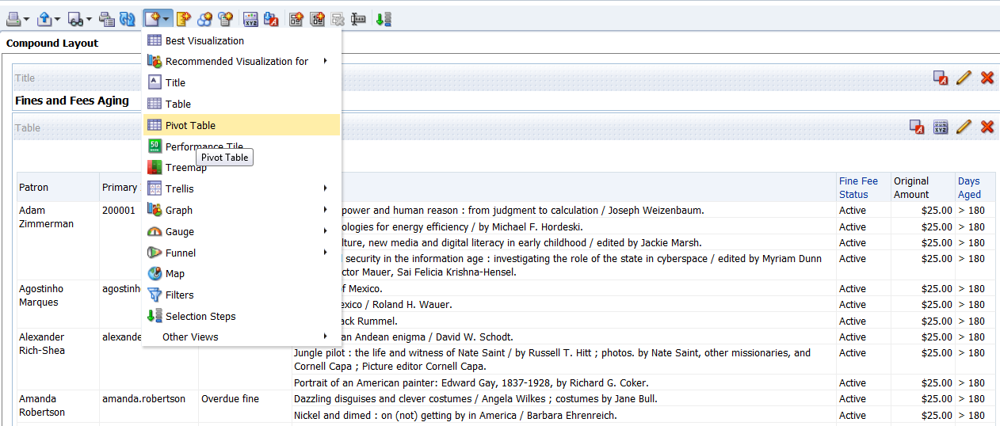 Compound Layout
Title
Fines and Fees Aging
Table
Best Visualization
Recommended Visualization for
Title
Table
Pivot Table
Performance Tile
Pivot Table
Treemap
Trellis
Graph
Gauge
Funnel
Map
Filters
Selection Steps
Other Views
Patron Primary Fine Fee Status Original Amount Days Aged
Adam Zimmerman 200001 power and human reason : from judgment to calculation / Joseph Weizenbaum. Active $25.00 > 180
ologies for energy efficiency / by Michael F. Hordeski. Active $25.00 > 180
lture, new media and digital literacy in early childhood / edited by Jackie Marsh. Active $25.00 > 180
security in the information age : investigating the role of the state in cyberspace / edited by Myriam Dunn Active $25.00 > 180
ctor Mauer, Sai Felicia Krishna-Hensel.
Agostinho Marques agostinh of Mexico. Active $25.00 > 180
exico / Roland H. Wauer. Active $25.00 > 180
ack Rummel. Active $25.00 > 180
Alexander Rich-Shea alexande an Andean enigma / David W. Schodt. Active $25.00 > 180
Jungle pilot : the life and witness of Nate Saint / by Russell T. Hitt ; photos. by Nate Saint, other missionaries, and Active $25.00 > 180
Cornell Capa ; Picture editor Cornell Capa.
Portrait of an American painter: Edward Gay, 1837-1928, by Richard G. Coker. Active $25.00 > 180
Amanda Robertson amanda.robertson Overdue fine Dazzling disguises and clever costumes / Angela Wilkes ; costumes by Jane Bull. Active $25.00 > 180
Nickel and dimed : on (not) getting by in America / Barbara Ehrenreich. Active $25.00 > 180